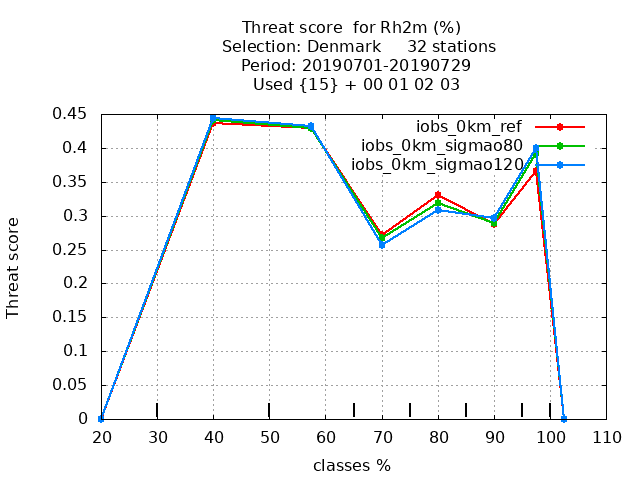 Threat score  for Rh2m (%)
Selection: Denmark     32 stations
Period: 20190701-20190729
Used {15} + 00 01 02 03
iobs_0km_ref
iobs_0km_sigmao80
iobs_0km_sigmao120
Threat score
0.45
0.4
0.35
0.3
0.25
0.2
0.15
0.1
0.05
0
20 30 40 50 60 70 80 90 100 110
classes %